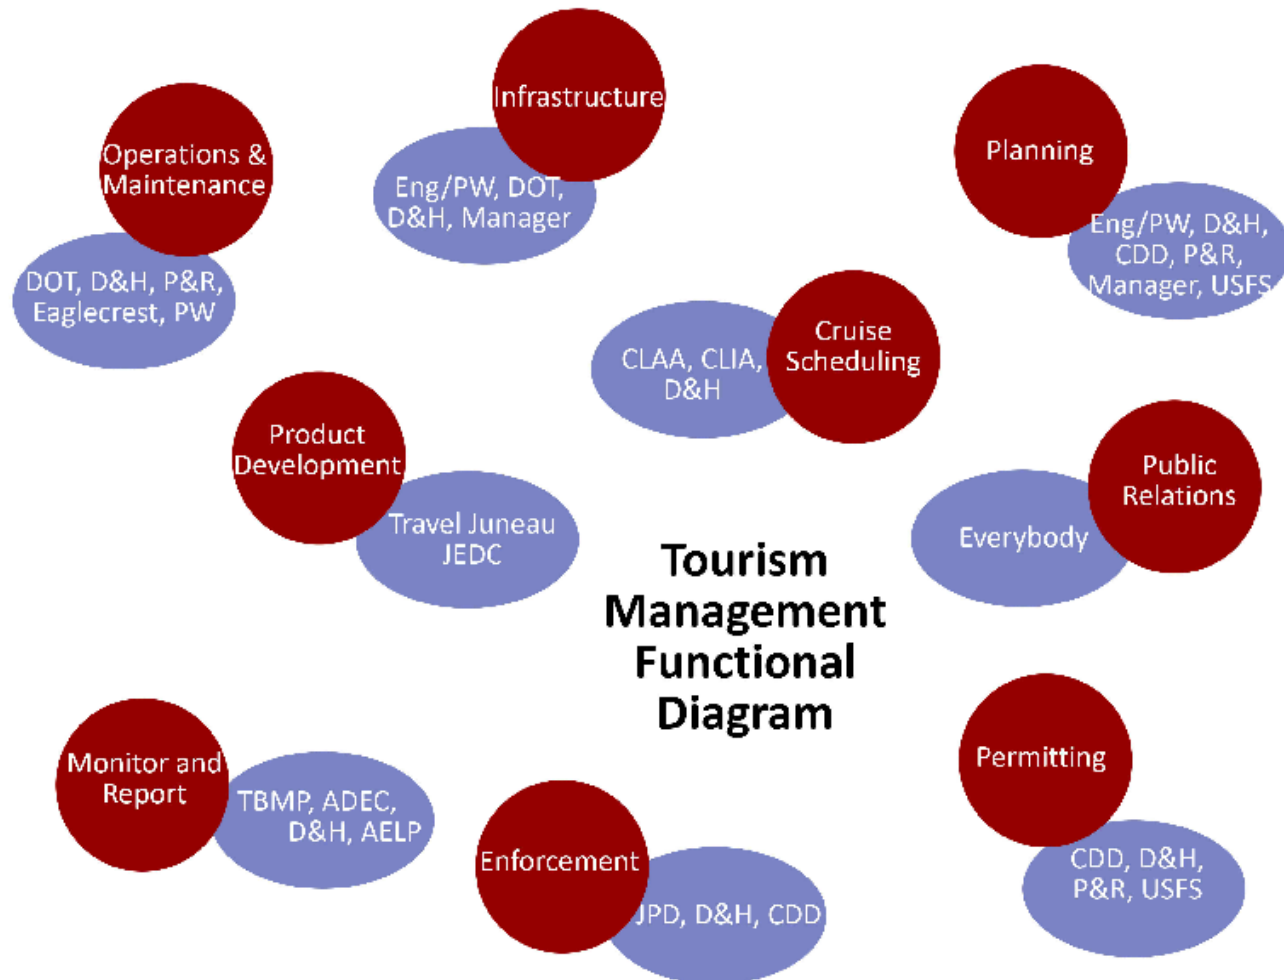 Infrastructure
Eng/PW, DOT,
D&H, Manager
Operations &
Maintenance
DOT, D&H, P&R,
Eaglecrest, PW
Planning
Eng/PW, D&H,
CDD, P&R,
Manager, USFS
Cruise
Scheduling
CLAA, CLIA,
D&H
Product
Development
Travel Juneau
JEDC
Public
Relations
Everybody
Tourism
Management
Functional
Diagram
Monitor and
Report
TBMP, ADEC,
D&H, AELP
Enforcement
JPD, D&H, CDD
Permitting
CDD, D&H,
P&R, USFS